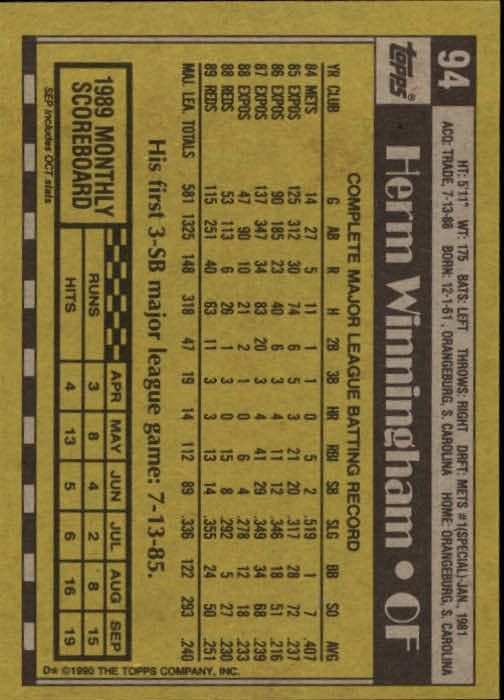 94
HT: 5'11" WT: 175 BATS: LEFT THROWS: RIGHT DRFT: METS #1(SPECIAL)-JAN., 1981
ACQ: TRADE, 7-13-88 BORN: 12-1-61, ORANGEBURG, S. CAROLINA HOME: ORANGEBURG, S. CAROLINA
topps®
Herm Winningham • OF
COMPLETE MAJOR LEAGUE BATTING RECORD
YR CLUB G AB R H 2B 3B HR RBI SB SLG BB SO AVG
84 METS 14 27 5 11 1 1 0 5 2 .519 1 7 .407
85 EXPOS 125 312 30 74 6 5 3 21 20 .317 28 72 .237
86 EXPOS 90 185 23 40 6 3 4 11 12 .346 18 51 .216
87 EXPOS 137 347 34 83 20 3 4 41 29 .349 34 68 .239
88 EXPOS 47 90 10 21 2 1 0 6 4 .278 12 18 .233
88 REDS 53 113 6 26 1 3 0 15 8 .292 5 27 .230
89 REDS 115 251 40 63 11 3 3 13 14 .355 24 50 .251
MAJ. LEA. TOTALS 581 1325 148 318 47 19 14 112 89 .336 122 293 .240
His first 3-SB major league game: 7-13-85.
1989 MONTHLY
SCOREBOARD
APR MAY JUN JUL AUG SEP
RUNS 3 8 4 2 8 15
HITS 4 13 5 6 16 19
SEP includes OCT stats
D* ©1990 THE TOPPS COMPANY, INC.